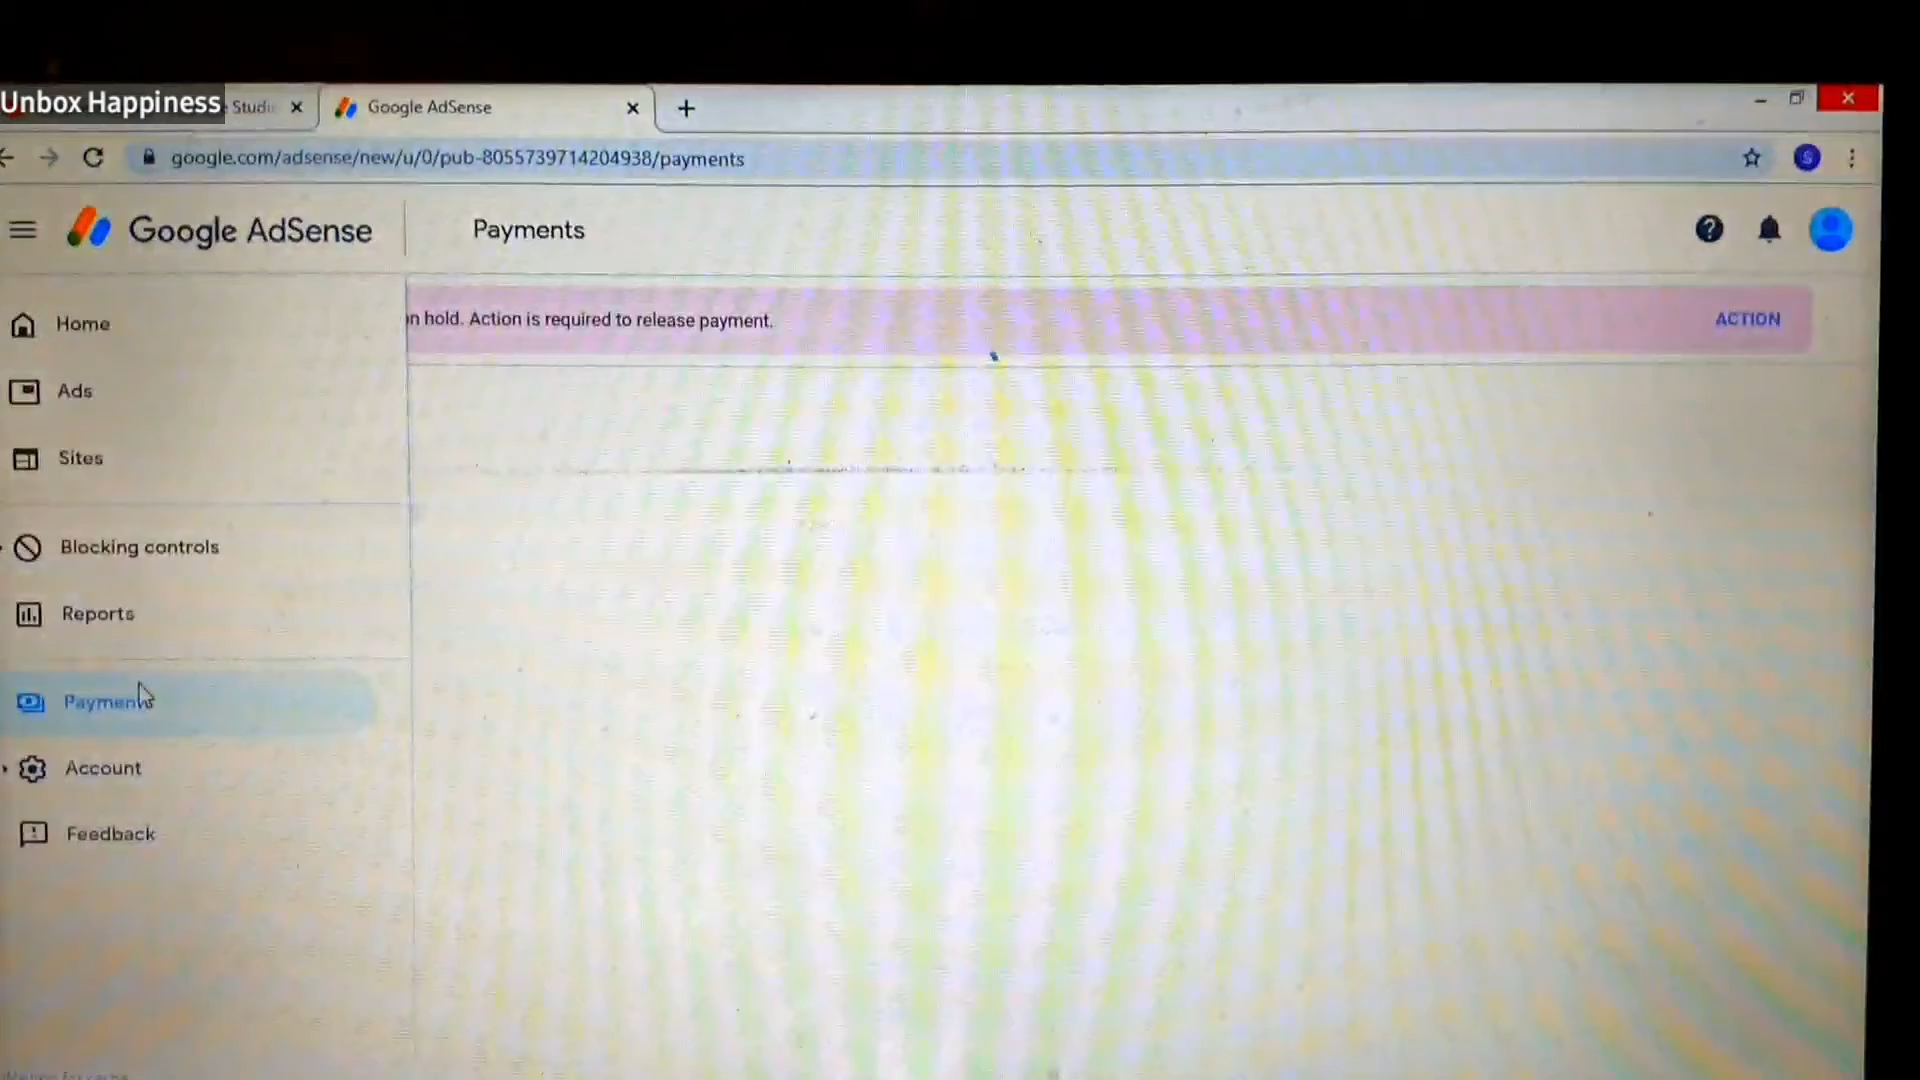 Unbox Happiness
Studi
Google AdSense
google.com/adsense/new/u/0/pub-8055739714204938/payments
S
Google AdSense
Payments
n hold. Action is required to release payment.
ACTION
Home
Ads
Sites
Blocking controls
Reports
Payments
Account
Feedback